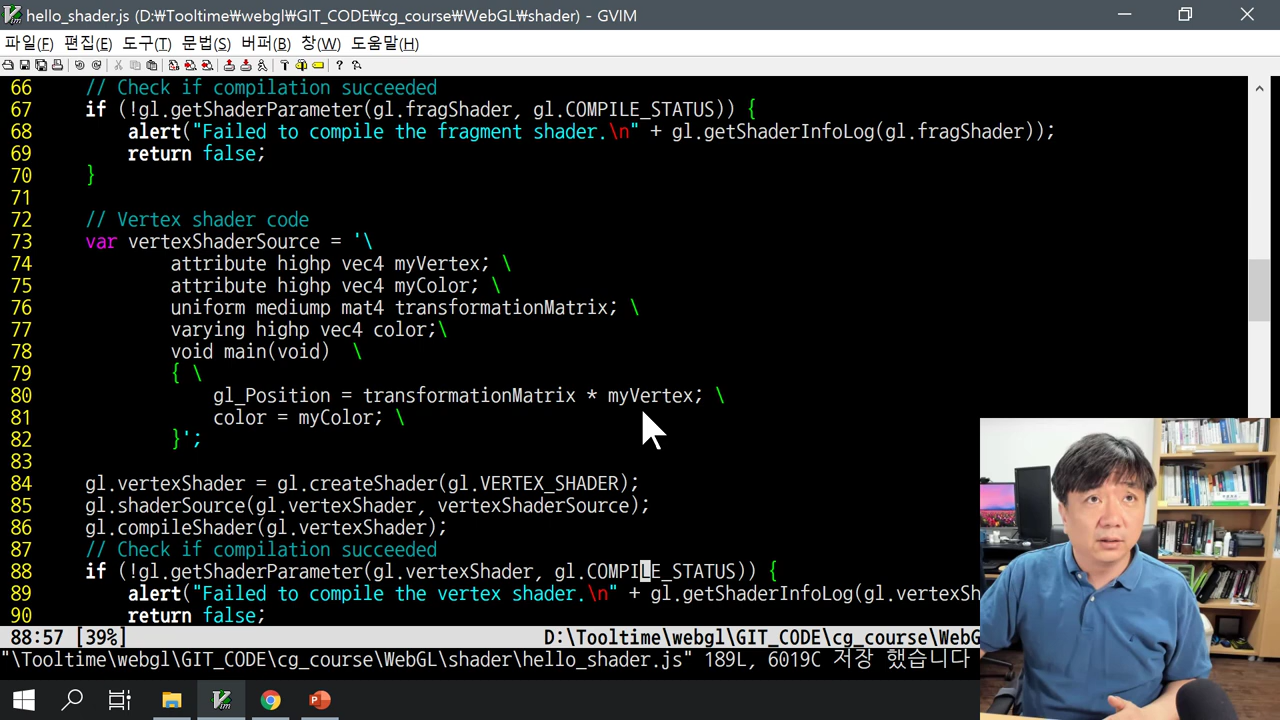 hello_shader.js (D:₩Tooltime₩webgl₩GIT_CODE₩cg_course₩WebGL₩shader) - GVIM
파일(F) 편집(E) 도구(T) 문법(S) 버퍼(B) 창(W) 도움말(H)
66 // Check if compilation succeeded
67 if (!gl.getShaderParameter(gl.fragShader, gl.COMPILE_STATUS)) {
68 alert("Failed to compile the fragment shader.\n" + gl.getShaderInfoLog(gl.fragShader));
69 return false;
70 }
71
72 // Vertex shader code
73 var vertexShaderSource = '\
74 attribute highp vec4 myVertex; \
75 attribute highp vec4 myColor; \
76 uniform mediump mat4 transformationMatrix; \
77 varying highp vec4 color;\
78 void main(void) \
79 { \
80 gl_Position = transformationMatrix * myVertex; \
81 color = myColor; \
82 }';
83
84 gl.vertexShader = gl.createShader(gl.VERTEX_SHADER);
85 gl.shaderSource(gl.vertexShader, vertexShaderSource);
86 gl.compileShader(gl.vertexShader);
87 // Check if compilation succeeded
88 if (!gl.getShaderParameter(gl.vertexShader, gl.COMPILE_STATUS)) {
89 alert("Failed to compile the vertex shader.\n" + gl.getShaderInfoLog(gl.vertexSh
90 return false;
88:57 [39%] D:\Tooltime\webgl\GIT_CODE\cg_course\WebG
"\Tooltime\webgl\GIT_CODE\cg_course\WebGL\shader\hello_shader.js" 189L, 6019C 저장 했습니다